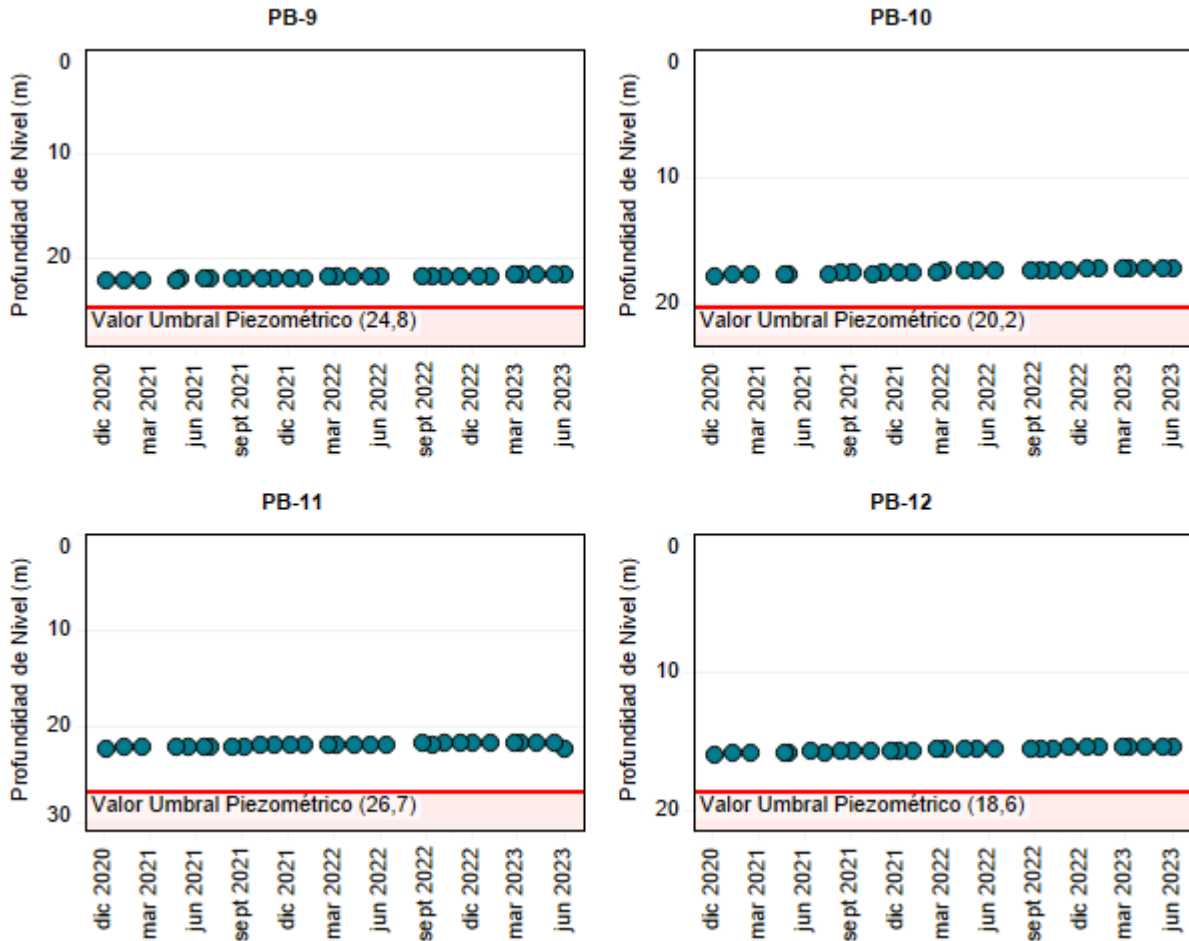 PB-9
Profundidad de Nivel (m)
0
10
20
Valor Umbral Piezométrico (24,8)
dic 2020
mar 2021
jun 2021
sept 2021
dic 2021
mar 2022
jun 2022
sept 2022
dic 2022
mar 2023
jun 2023
PB-10
Profundidad de Nivel (m)
0
10
20
Valor Umbral Piezométrico (20,2)
dic 2020
mar 2021
jun 2021
sept 2021
dic 2021
mar 2022
jun 2022
sept 2022
dic 2022
mar 2023
jun 2023
PB-11
Profundidad de Nivel (m)
0
10
20
30
Valor Umbral Piezométrico (26,7)
dic 2020
mar 2021
jun 2021
sept 2021
dic 2021
mar 2022
jun 2022
sept 2022
dic 2022
mar 2023
jun 2023
PB-12
Profundidad de Nivel (m)
0
10
20
Valor Umbral Piezométrico (18,6)
dic 2020
mar 2021
jun 2021
sept 2021
dic 2021
mar 2022
jun 2022
sept 2022
dic 2022
mar 2023
jun 2023